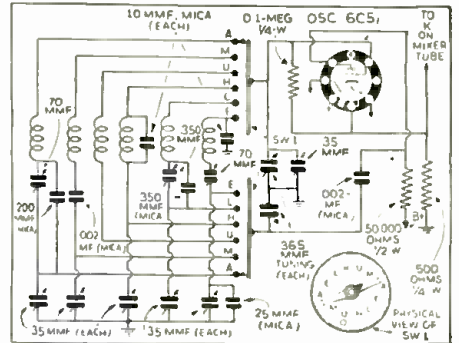 10 MMF. MICA
(EACH)
0.1-MEG
1/4-W
OSC 6C5
TO
K
ON
MIXER
TUBE
A
M
U
H
L
E
70
MMF
350
MMF
SW 1
35
MMF
70
MMF
200
MMF
MICA
.002
MF (MICA)
350
MMF
(MICA
E
L
H
U
M
A
.002-
MF
(MICA)
365
MMF
TUNING
(EACH)
50,000
OHMS
1/2 W
B+
500
OHMS
1/4 W
35 MMF (EACH)
35 MMF (EACH)
25 MMF
(MICA)
PHYSICAL
VIEW OF
SW 1